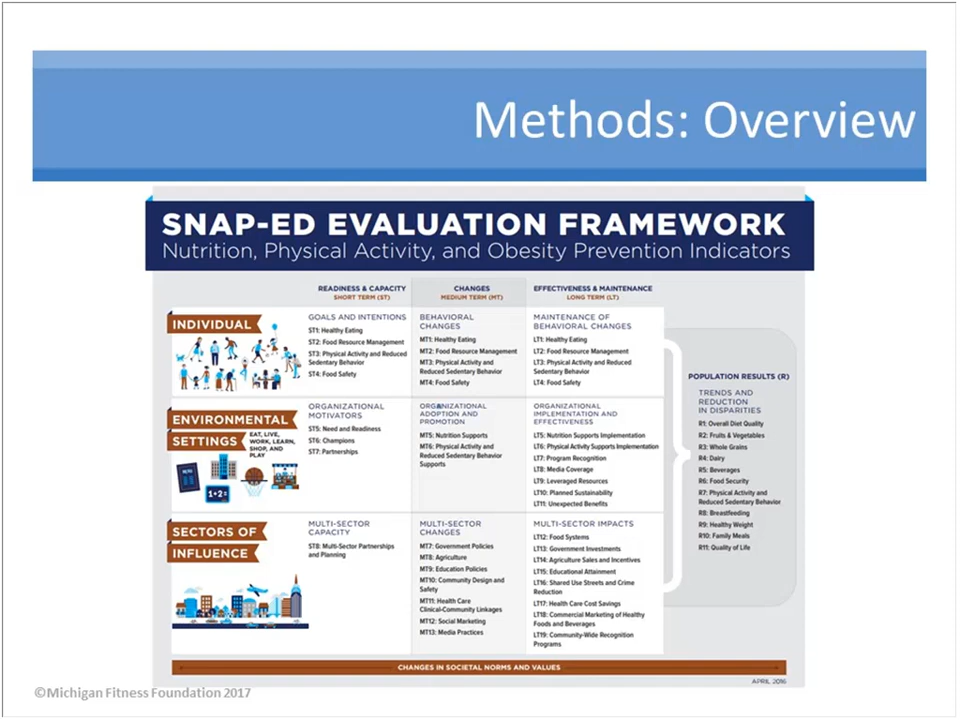 Methods: Overview
SNAP-ED EVALUATION FRAMEWORK
Nutrition, Physical Activity, and Obesity Prevention Indicators
READINESS & CAPACITY
SHORT TERM (ST)
CHANGES
MEDIUM TERM (MT)
EFFECTIVENESS & MAINTENANCE
LONG TERM (LT)
INDIVIDUAL
GOALS AND INTENTIONS
ST1: Healthy Eating
ST2: Food Resource Management
ST3: Physical Activity and Reduced
Sedentary Behavior
ST4: Food Safety
BEHAVIORAL
CHANGES
MT1: Healthy Eating
MT2: Food Resource Management
MT3: Physical Activity and
Reduced Sedentary Behavior
MT4: Food Safety
MAINTENANCE OF
BEHAVIORAL CHANGES
LT1: Healthy Eating
LT2: Food Resource Management
LT3: Physical Activity and Reduced
Sedentary Behavior
LT4: Food Safety
ENVIRONMENTAL
SETTINGS
EAT, LIVE,
WORK, LEARN,
SHOP, AND
PLAY
MENU
1+2=
ORGANIZATIONAL
MOTIVATORS
ST5: Need and Readiness
ST6: Champions
ST7: Partnerships
ORGANIZATIONAL
ADOPTION AND
PROMOTION
MT5: Nutrition Supports
MT6: Physical Activity and
Reduced Sedentary Behavior
Supports
ORGANIZATIONAL
IMPLEMENTATION AND
EFFECTIVENESS
LT5: Nutrition Supports Implementation
LT6: Physical Activity Supports Implementation
LT7: Program Recognition
LT8: Media Coverage
LT9: Leveraged Resources
LT10: Planned Sustainability
LT11: Unexpected Benefits
SECTORS OF
INFLUENCE
MULTI-SECTOR
CAPACITY
ST8: Multi-Sector Partnerships
and Planning
MULTI-SECTOR
CHANGES
MT7: Government Policies
MT8: Agriculture
MT9: Education Policies
MT10: Community Design and
Safety
MT11: Health Care
Clinical-Community Linkages
MT12: Social Marketing
MT13: Media Practices
MULTI-SECTOR IMPACTS
LT12: Food Systems
LT13: Government Investments
LT14: Agriculture Sales and Incentives
LT15: Educational Attainment
LT16: Shared Use Streets and Crime
Reduction
LT17: Health Care Cost Savings
LT18: Commercial Marketing of Healthy
Foods and Beverages
LT19: Community-Wide Recognition
Programs
POPULATION RESULTS (R)
TRENDS AND
REDUCTION
IN DISPARITIES
R1: Overall Diet Quality
R2: Fruits & Vegetables
R3: Whole Grains
R4: Dairy
R5: Beverages
R6: Food Security
R7: Physical Activity and
Reduced Sedentary Behavior
R8: Breastfeeding
R9: Healthy Weight
R10: Family Meals
R11: Quality of Life
CHANGES IN SOCIETAL NORMS AND VALUES
APRIL 2016
©Michigan Fitness Foundation 2017